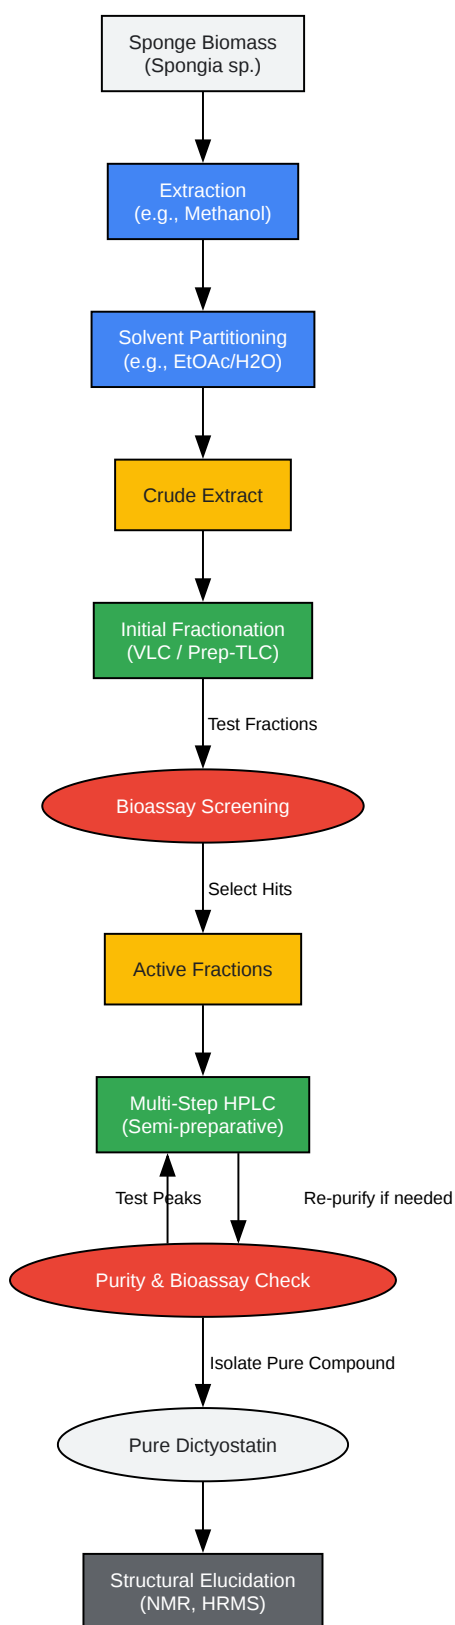 Sponge Biomass
(Spongia sp.)
Extraction
(e.g., Methanol)
Solvent Partitioning
(e.g., EtOAc/H2O)
Crude Extract
Initial Fractionation
(VLC / Prep-TLC)
Test Fractions
Bioassay Screening
Select Hits
Active Fractions
Multi-Step HPLC
(Semi-preparative)
Test Peaks
Re-purify if needed
Purity & Bioassay Check
Isolate Pure Compound
Pure Dictyostatin
Structural Elucidation
(NMR, HRMS)